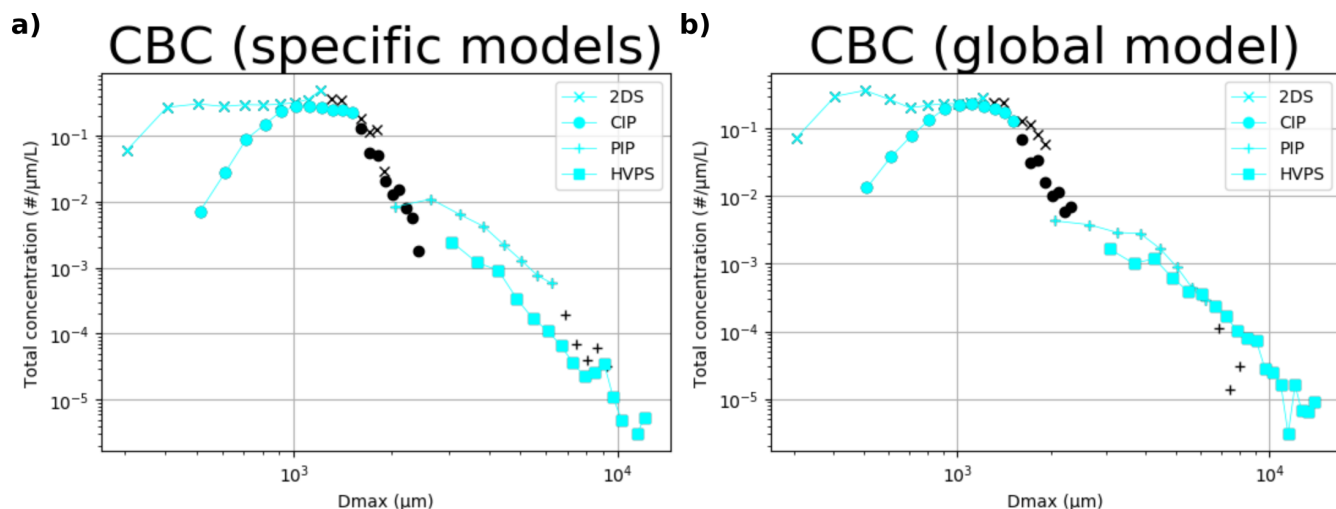 a)
CBC (specific models)
2DS
CIP
PIP
HVPS
Total concentration (#/μm/L)
10⁻¹
10⁻²
10⁻³
10⁻⁴
10⁻⁵
10³
10⁴
Dmax (μm)
b)
CBC (global model)
2DS
CIP
PIP
HVPS
Total concentration (#/μm/L)
10⁻¹
10⁻²
10⁻³
10⁻⁴
10⁻⁵
10³
10⁴
Dmax (μm)